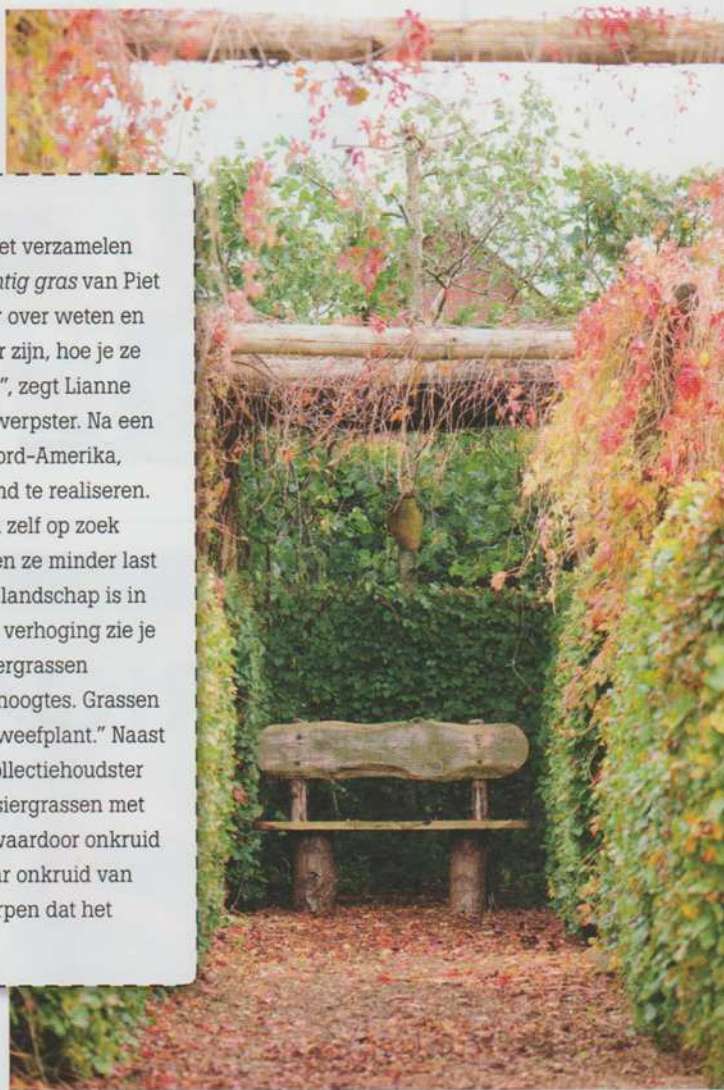 et verzamelen
ntig gras van Piet
r over weten en
r zijn, hoe je ze
”, zegt Lianne
verpster. Na een
ord-Amerika,
nd te realiseren.
zelf op zoek
en ze minder last
landschap is in
verhoging zie je
ergrassen
hoogtes. Grassen
weefplant.” Naast
ollectiehoudster
siergrassen met
waardoor onkruid
ar onkruid van
rpen dat het